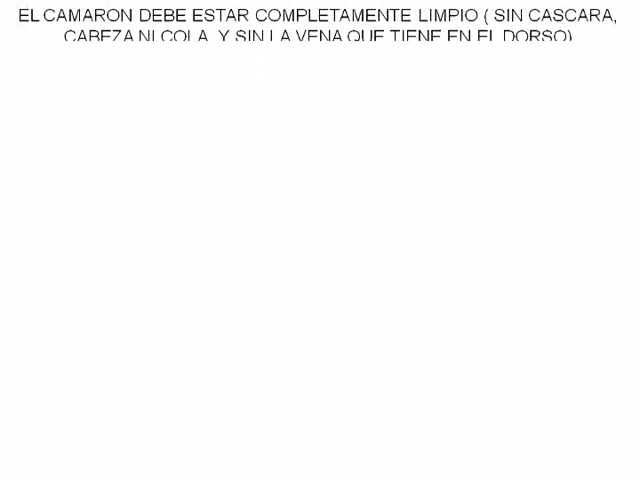 EL CAMARON DEBE ESTAR COMPLETAMENTE LIMPIO ( SIN CASCARA,
CABEZA NI COLA, Y SIN LA VENA QUE TIENE EN EL DORSO)